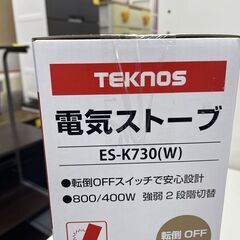 TEKNOS
電気ストーブ
ES-K730(W)
●転倒OFFスイッチで安心設計
●800/400W 強弱2段階切替
転倒 OFF